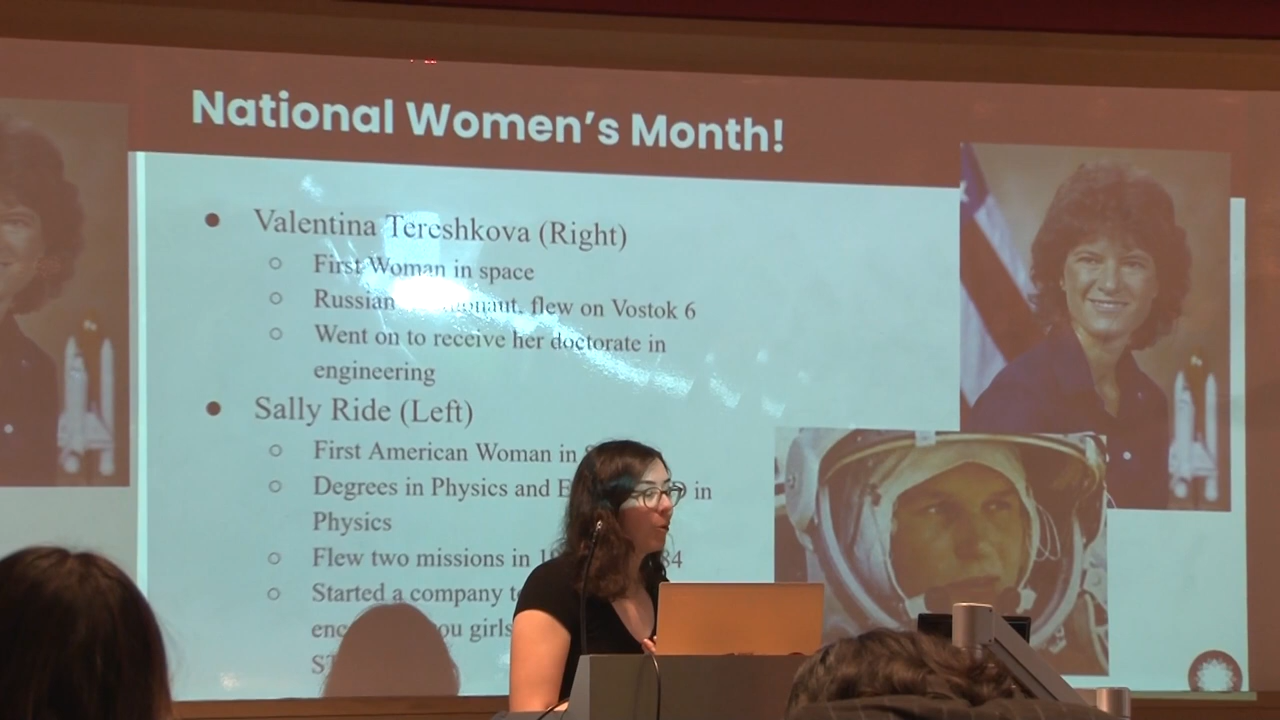 National Women's Month!
Valentina Tereshkova (Right)
First Woman in space
Russian flew on Vostok 6
Went on to receive her doctorate in
engineering
Sally Ride (Left)
First American Woman in
Degrees in Physics and in
Physics
Flew two missions in
Started a company
girls